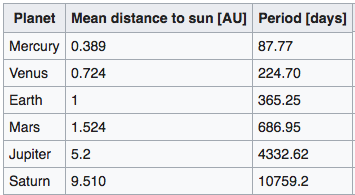 Planet Mean distance to sun [AU] Period [days]
Mercury 0.389 87.77
Venus 0.724 224.70
Earth 1 365.25
Mars 1.524 686.95
Jupiter 5.2 4332.62
Saturn 9.510 10759.2